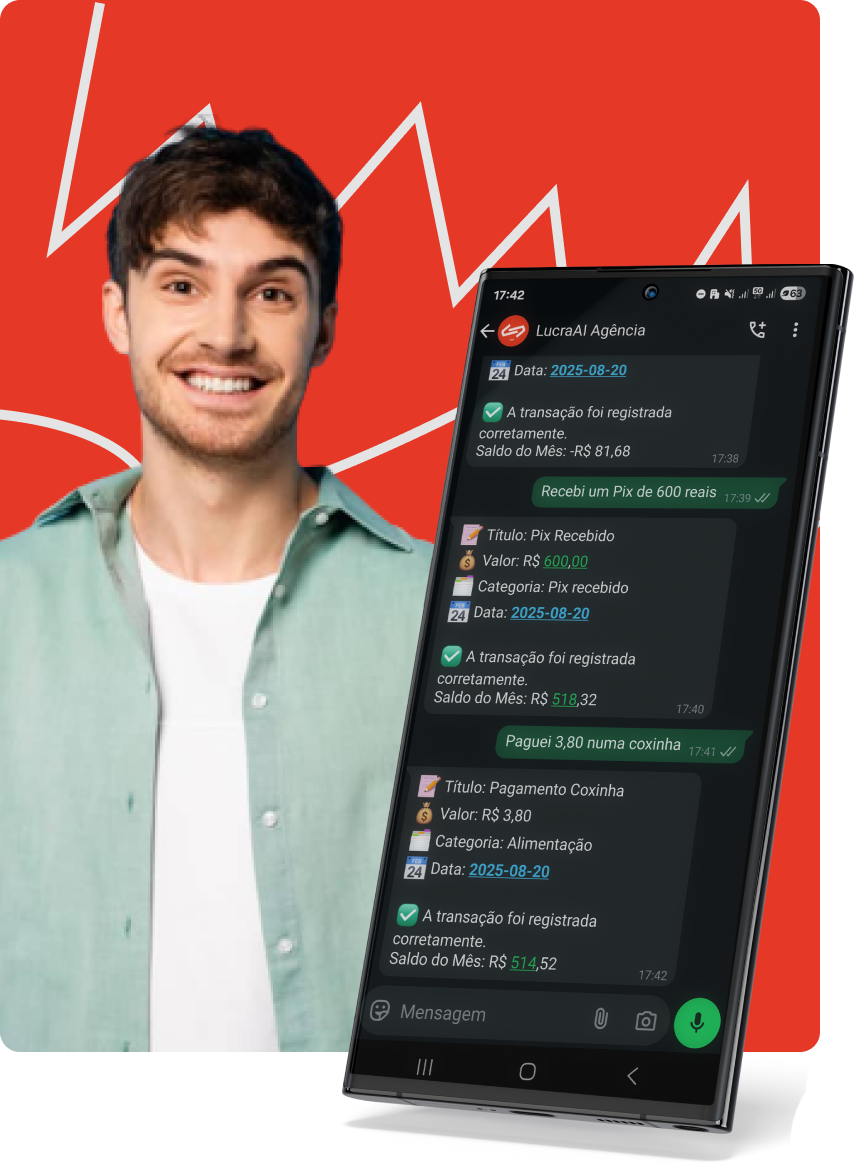 17:42
5G
63
LucraAI Agência
Data: 2025-08-20
A transação foi registrada
corretamente.
Saldo do Mês: -R$ 81,68
17:38
Recebi um Pix de 600 reais 17:39
Título: Pix Recebido
Valor: R$ 600,00
Categoria: Pix recebido
Data: 2025-08-20
A transação foi registrada
corretamente.
Saldo do Mês: R$ 518,32
17:40
Paguei 3,80 numa coxinha 17:41
Título: Pagamento Coxinha
Valor: R$ 3,80
Categoria: Alimentação
Data: 2025-08-20
A transação foi registrada
corretamente.
Saldo do Mês: R$ 514,52
17:42
Mensagem